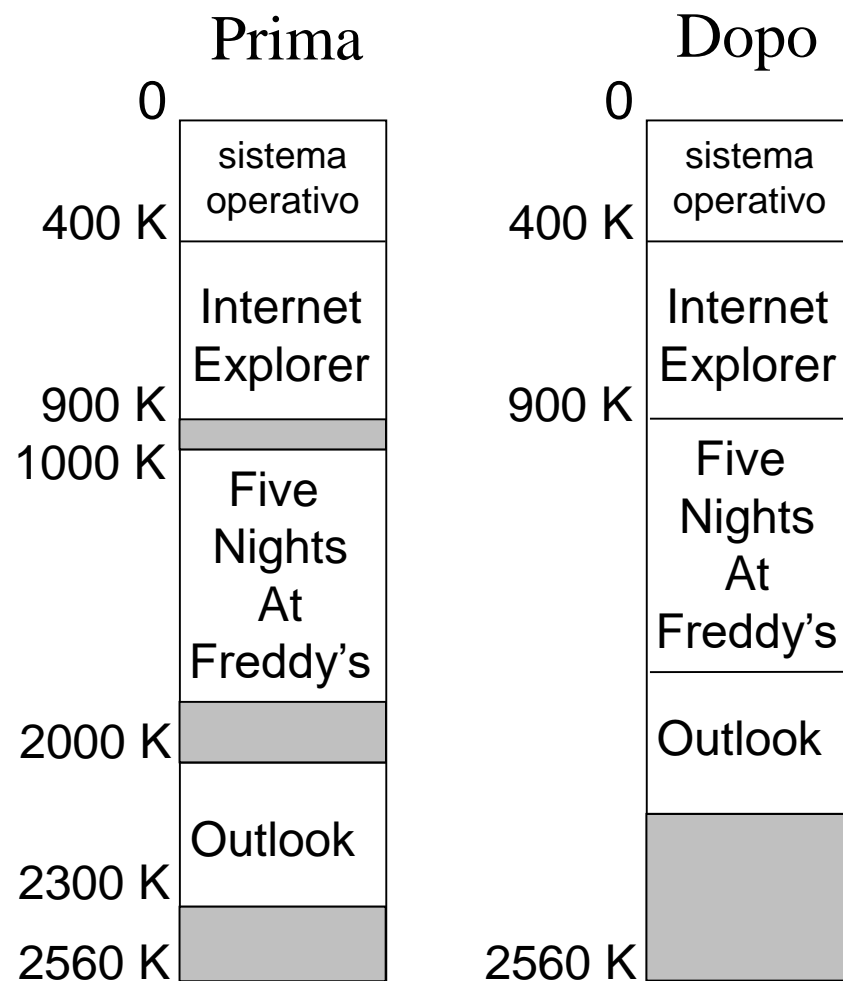 Prima
0
sistema
operativo
400 K
Internet
Explorer
900 K
1000 K
Five
Nights
At
Freddy’s
2000 K
Outlook
2300 K
2560 K
Dopo
0
sistema
operativo
400 K
Internet
Explorer
900 K
Five
Nights
At
Freddy’s
Outlook
2560 K